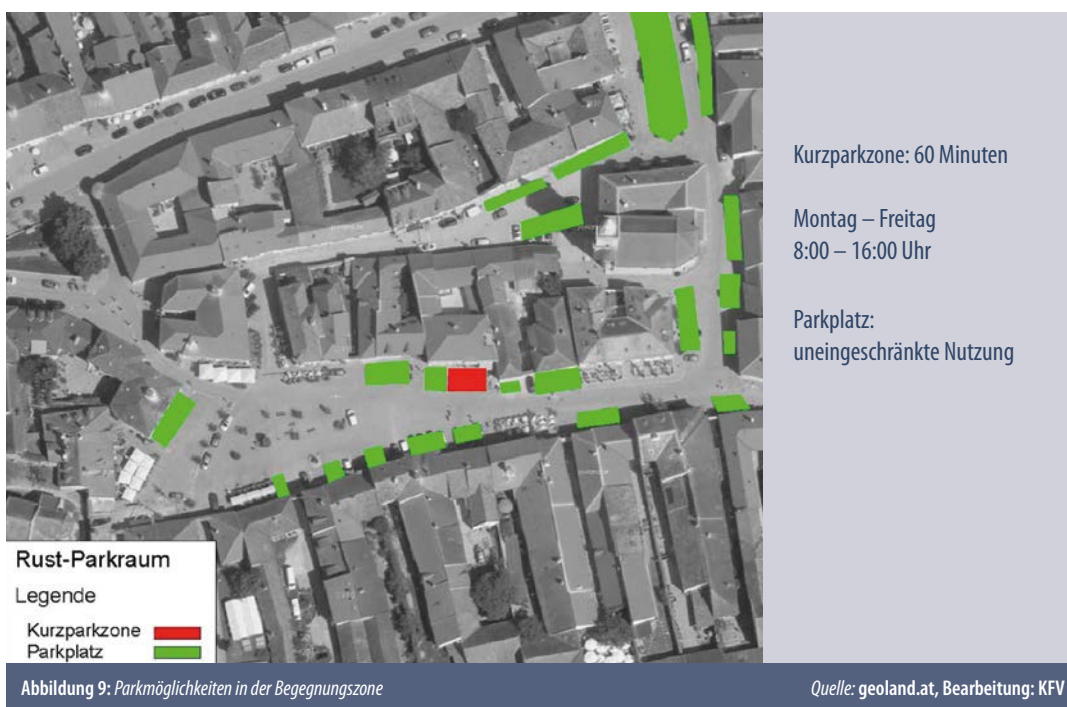 Kurzparkzone: 60 Minuten
Montag – Freitag
8:00 – 16:00 Uhr
Parkplatz:
uneingeschränkte Nutzung
Rust-Parkraum
Legende
Kurzparkzone
Parkplatz
Abbildung 9: Parkmöglichkeiten in der Begegnungszone
Quelle: geoland.at, Bearbeitung: KFV